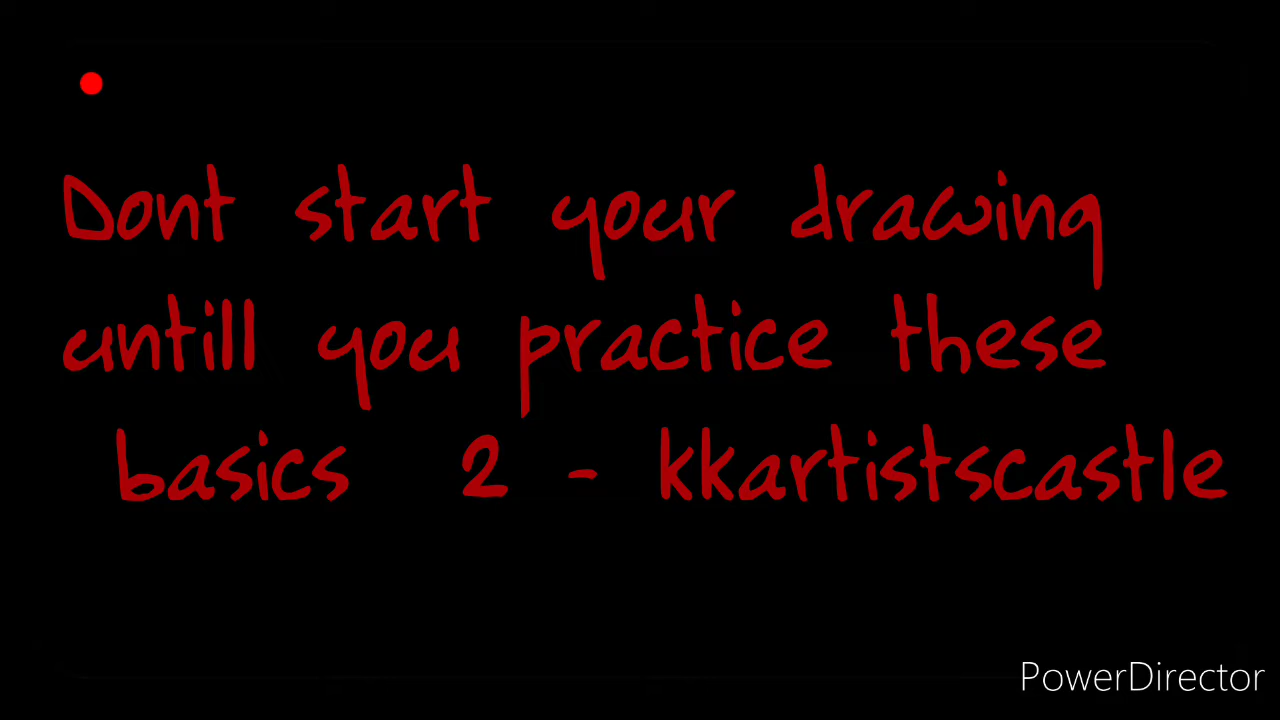 Dont start your drawing
untill you practice these
basics 2 - kkartistscastle
PowerDirector